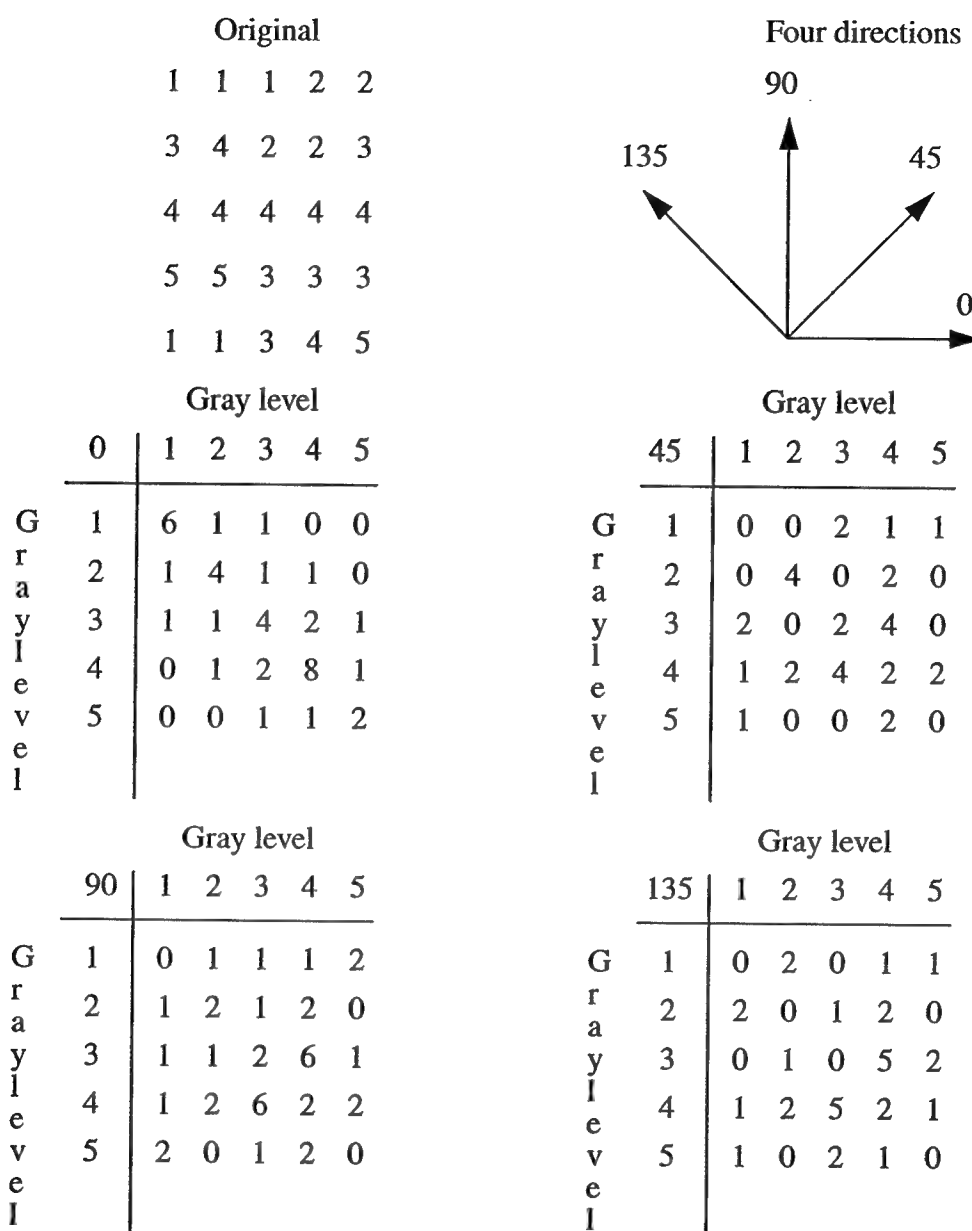 Original
1 1 1 2 2
3 4 2 2 3
4 4 4 4 4
5 5 3 3 3
1 1 3 4 5
Four directions
90
135
45
0
Gray level
0 1 2 3 4 5
Gray level
1 6 1 1 0 0
2 1 4 1 1 0
3 1 1 4 2 1
4 0 1 2 8 1
5 0 0 1 1 2
Gray level
45 1 2 3 4 5
Gray level
1 0 0 2 1 1
2 0 4 0 2 0
3 2 0 2 4 0
4 1 2 4 2 2
5 1 0 0 2 0
Gray level
90 1 2 3 4 5
Gray level
1 0 1 1 1 2
2 1 2 1 2 0
3 1 1 2 6 1
4 1 2 6 2 2
5 2 0 1 2 0
Gray level
135 1 2 3 4 5
Gray level
1 0 2 0 1 1
2 2 0 1 2 0
3 0 1 0 5 2
4 1 2 5 2 1
5 1 0 2 1 0